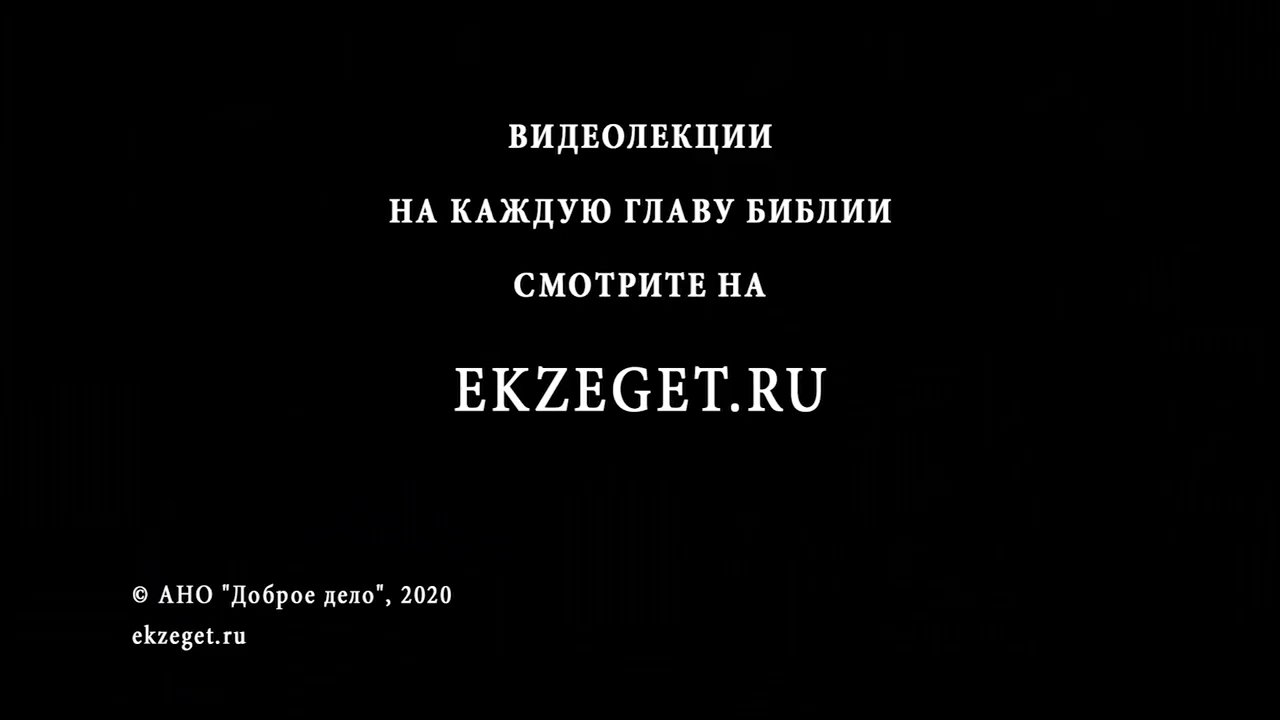 ВИДЕОЛЕКЦИИ
НА КАЖДУЮ ГЛАВУ БИБЛИИ
СМОТРИТЕ НА
EKZEGET.RU
© АНО "Доброе дело", 2020
ekzeget.ru